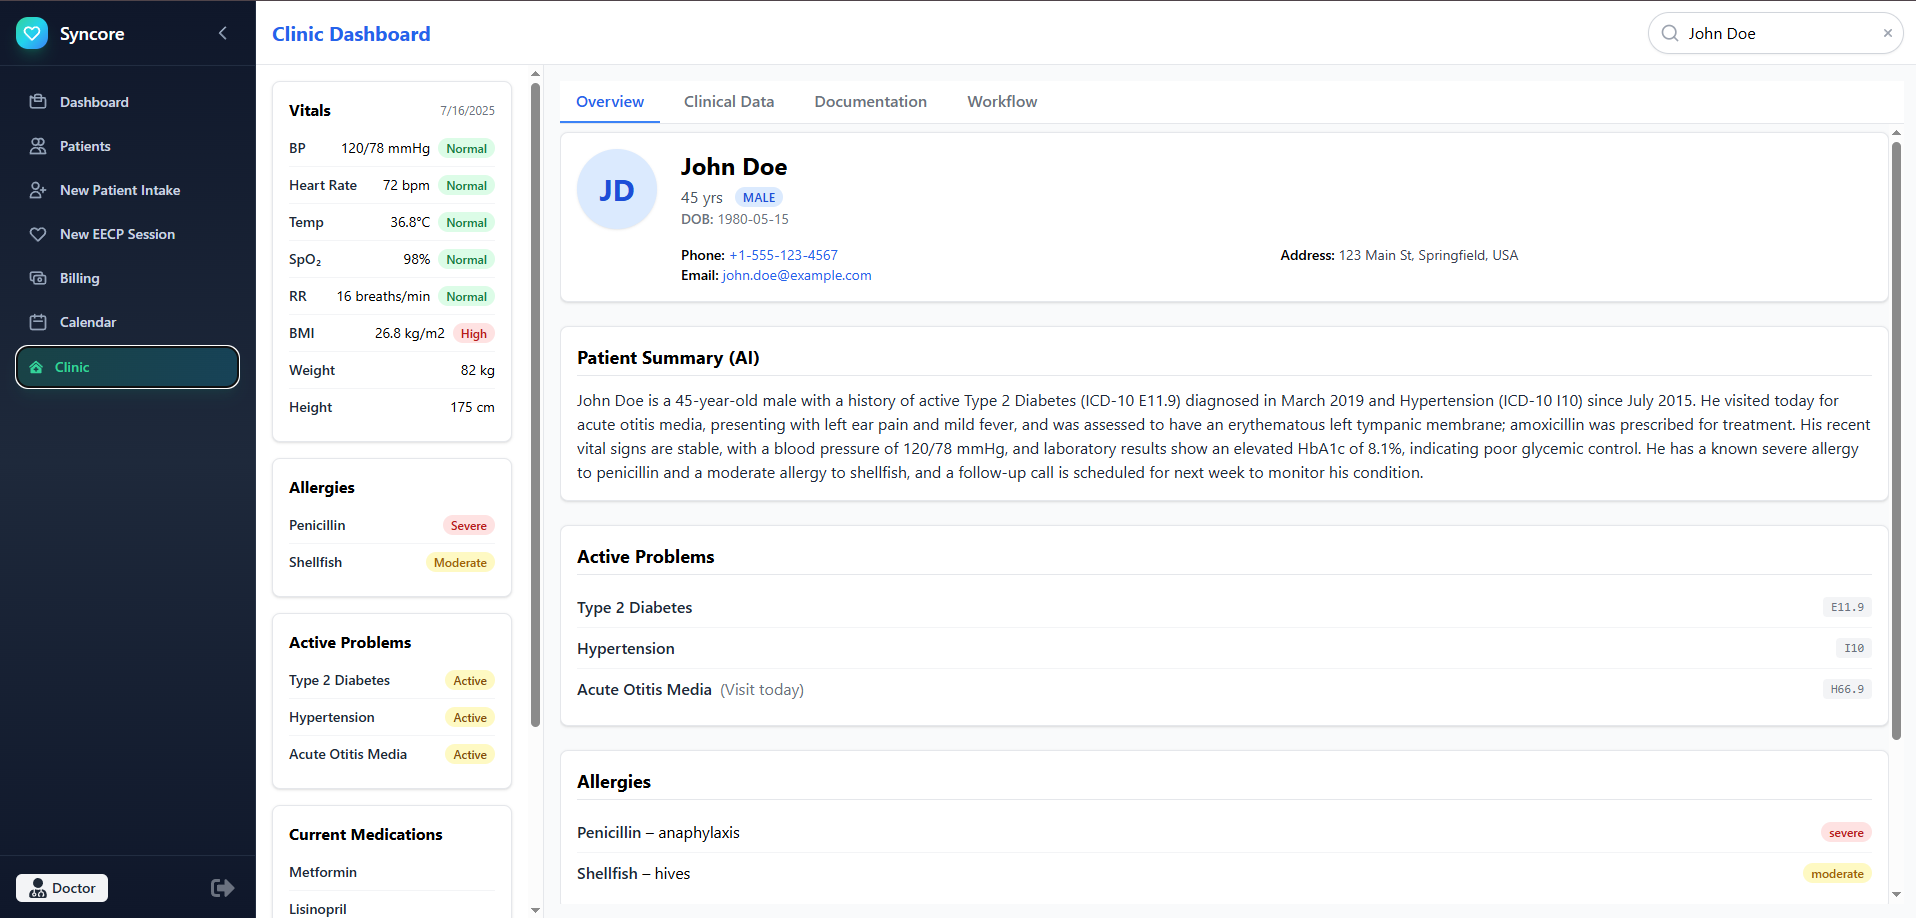 Syncore
Dashboard
Patients
New Patient Intake
New EECP Session
Billing
Calendar
Clinic
Doctor
Clinic Dashboard
John Doe
Vitals 7/16/2025
BP 120/78 mmHg Normal
Heart Rate 72 bpm Normal
Temp 36.8°C Normal
SpO₂ 98% Normal
RR 16 breaths/min Normal
BMI 26.8 kg/m2 High
Weight 82 kg
Height 175 cm
Allergies
Penicillin Severe
Shellfish Moderate
Active Problems
Type 2 Diabetes Active
Hypertension Active
Acute Otitis Media Active
Current Medications
Metformin
Lisinopril
Overview Clinical Data Documentation Workflow
JD
John Doe
45 yrs MALE
DOB: 1980-05-15
Phone: +1-555-123-4567
Email: john.doe@example.com
Address: 123 Main St, Springfield, USA
Patient Summary (AI)
John Doe is a 45-year-old male with a history of active Type 2 Diabetes (ICD-10 E11.9) diagnosed in March 2019 and Hypertension (ICD-10 I10) since July 2015. He visited today for
acute otitis media, presenting with left ear pain and mild fever, and was assessed to have an erythematous left tympanic membrane; amoxicillin was prescribed for treatment. His recent
vital signs are stable, with a blood pressure of 120/78 mmHg, and laboratory results show an elevated HbA1c of 8.1%, indicating poor glycemic control. He has a known severe allergy
to penicillin and a moderate allergy to shellfish, and a follow-up call is scheduled for next week to monitor his condition.
Active Problems
Type 2 Diabetes E11.9
Hypertension I10
Acute Otitis Media (Visit today) H66.9
Allergies
Penicillin – anaphylaxis severe
Shellfish – hives moderate